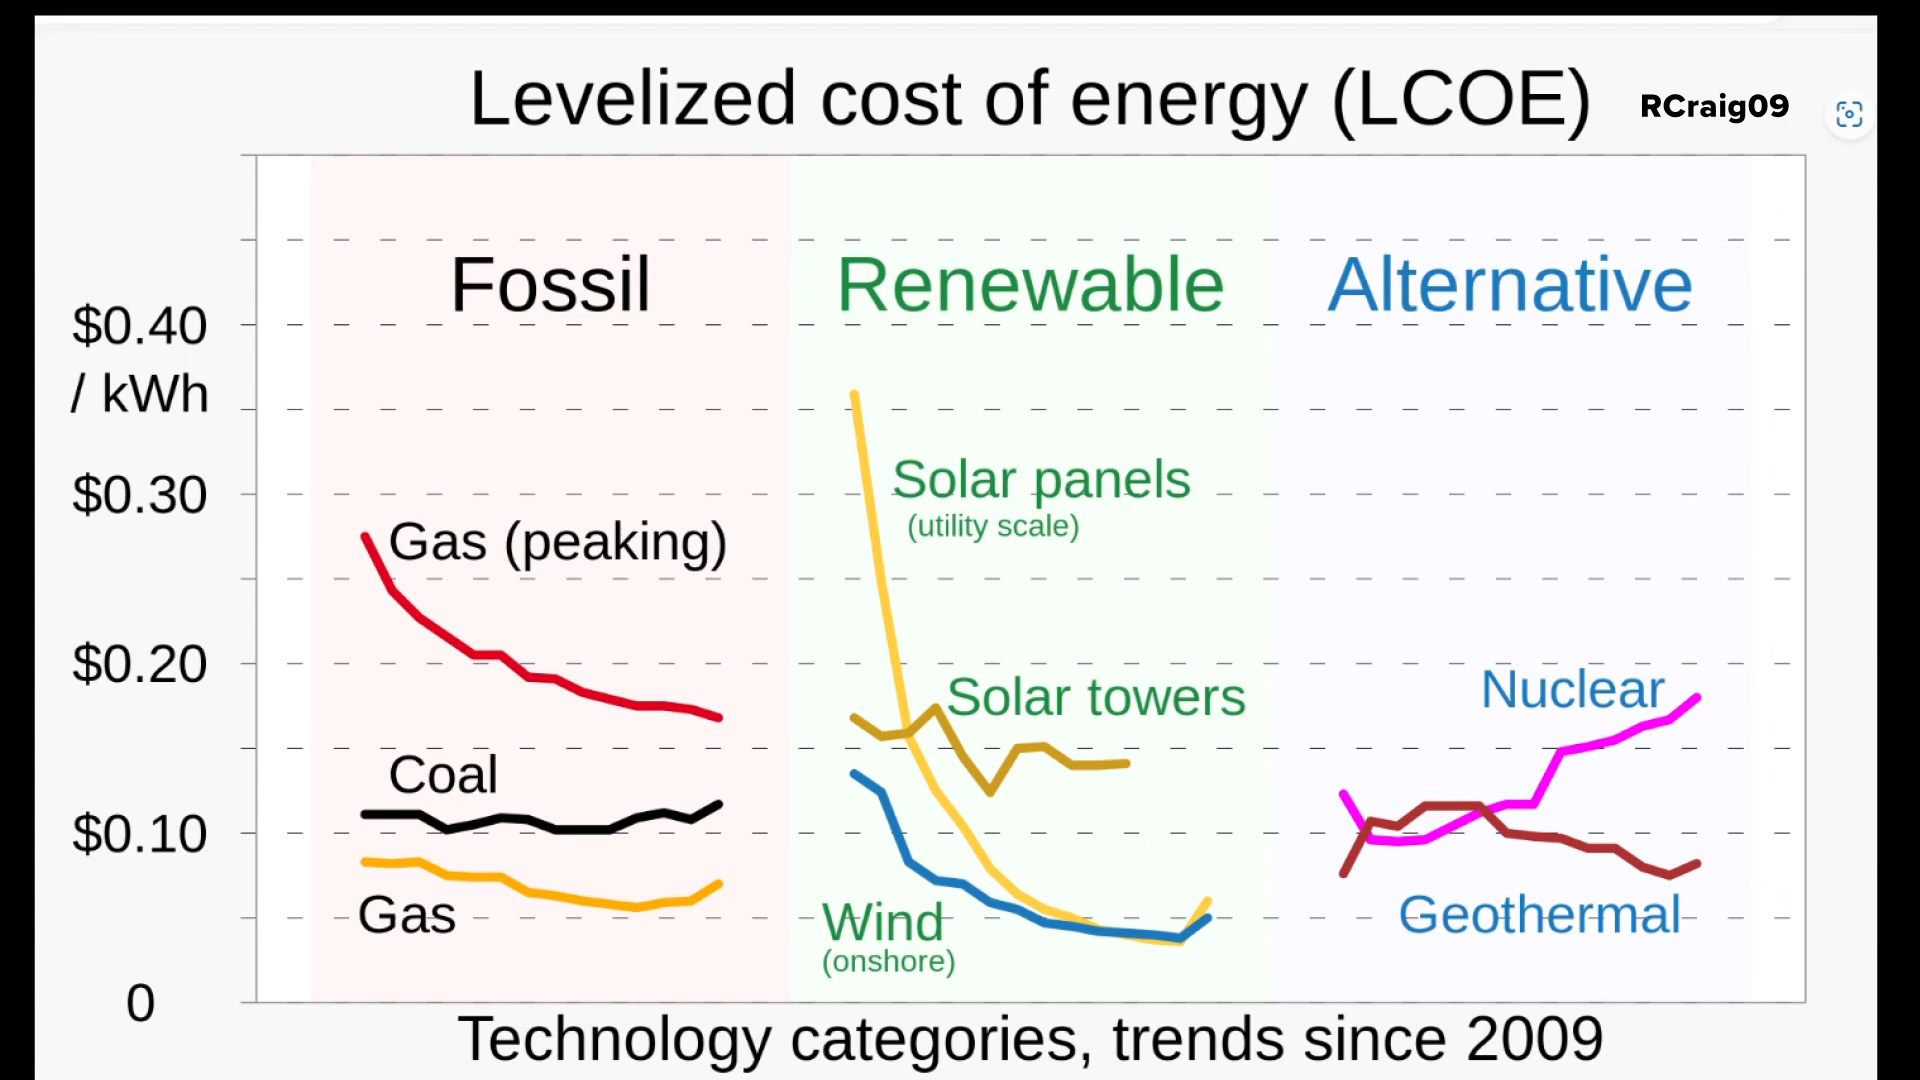 Levelized cost of energy (LCOE)
RCraig09
Fossil
Renewable
Alternative
$0.40
/ kWh
$0.30
$0.20
$0.10
0
Gas (peaking)
Coal
Gas
Solar panels
(utility scale)
Solar towers
Wind
(onshore)
Nuclear
Geothermal
Technology categories, trends since 2009